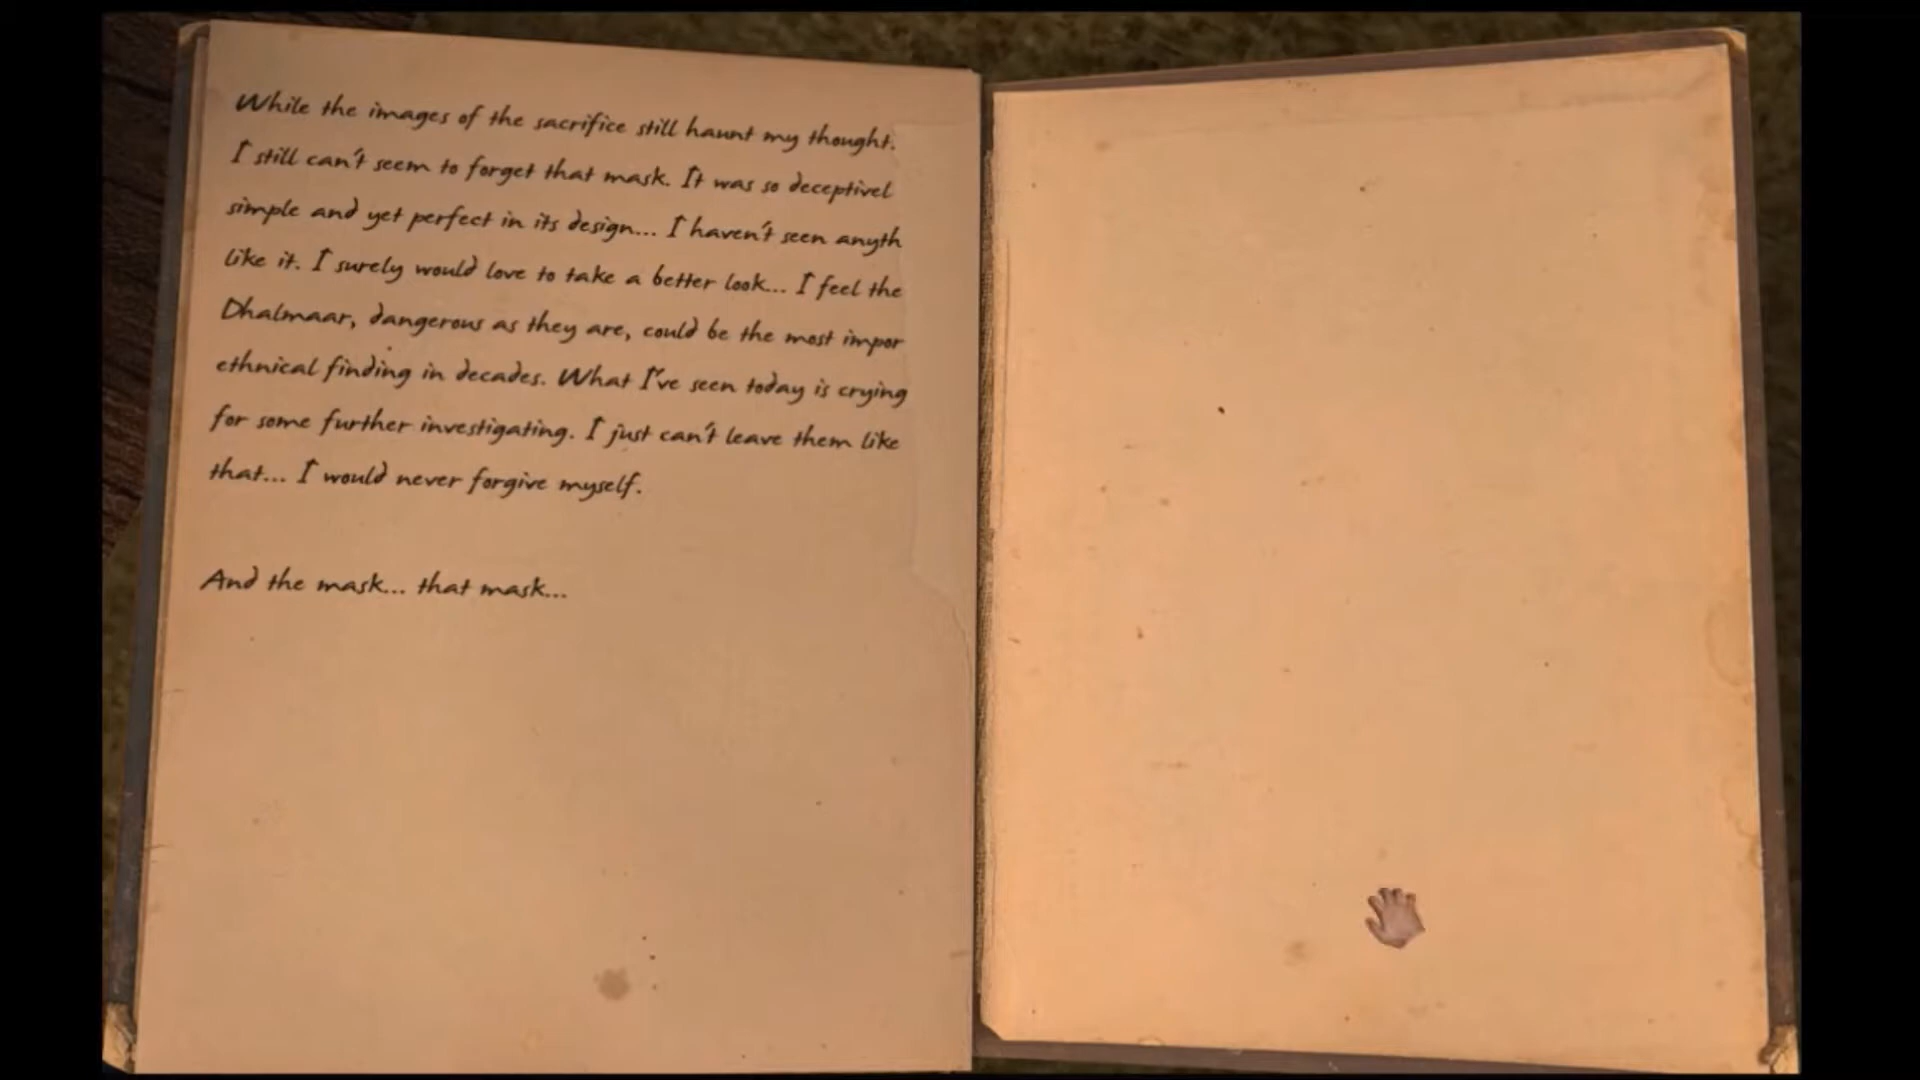 While the images of the sacrifice still haunt my thought.
I still can't seem to forget that mask. It was so deceptivel
simple and yet perfect in its design... I haven't seen anyth
like it. I surely would love to take a better look... I feel the
Dhalmaar, dangerous as they are, could be the most impor
ethnical finding in decades. What I've seen today is crying
for some further investigating. I just can't leave them like
that... I would never forgive myself.
And the mask... that mask...